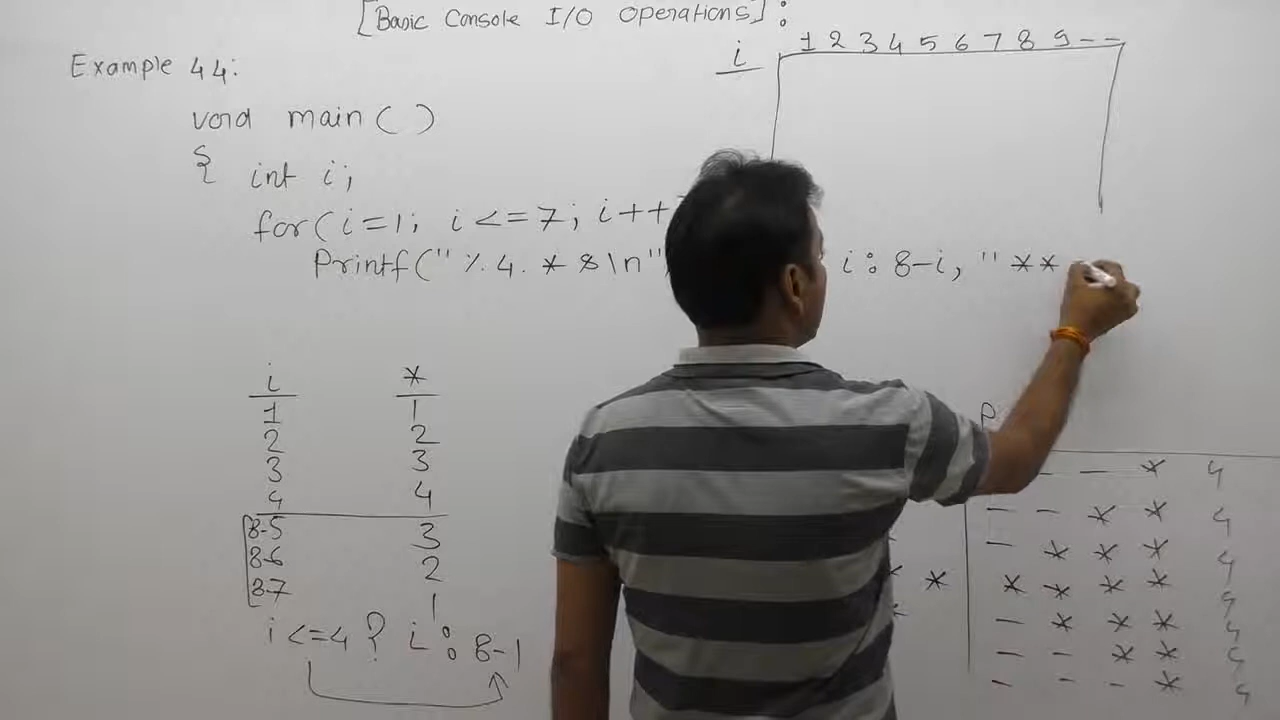 [Basic Console I/O Operations]:
Example 44:
i 1 2 3 4 5 6 7 8 9 - -
void main ( )
{ int i;
for( i=1; i <= 7; i ++
Printf(" %.4. * s \n" i : 8-i, " **
i *
1 1
2 2
3 3
4 4
8-5 3
8-6 2
8-7 1
i <=4 ? i : 8-1
- - * 4
- - * * 4
- * * * 4
* * * * 4
- * * * 4
- - * * 4
- - - * 4